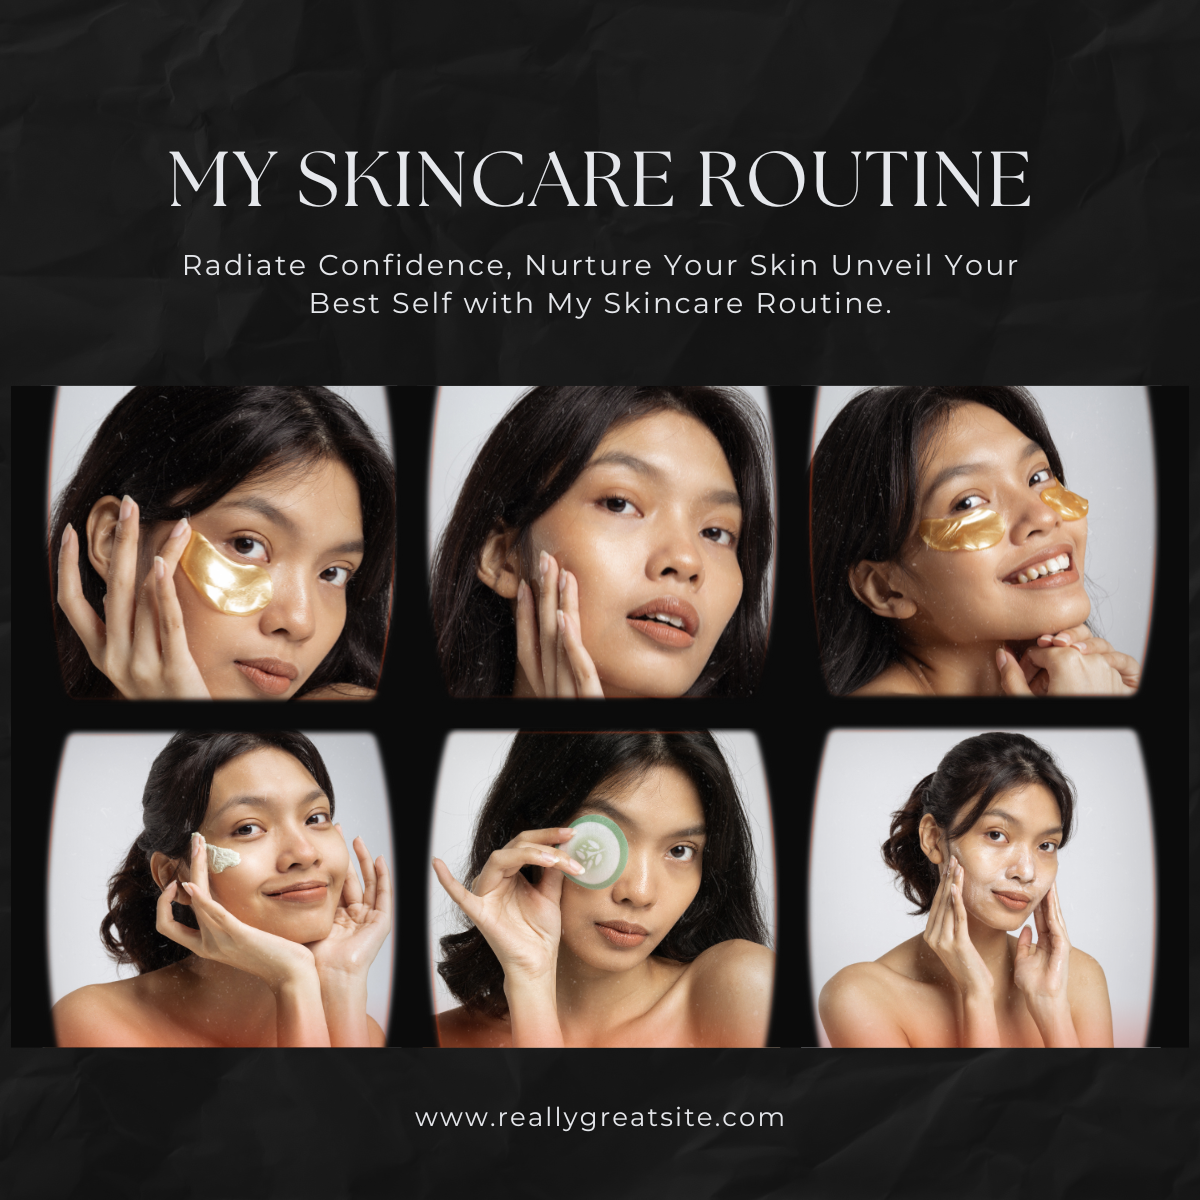 MY SKINCARE ROUTINE
Radiate Confidence, Nurture Your Skin Unveil Your
Best Self with My Skincare Routine.
www.reallygreatsite.com